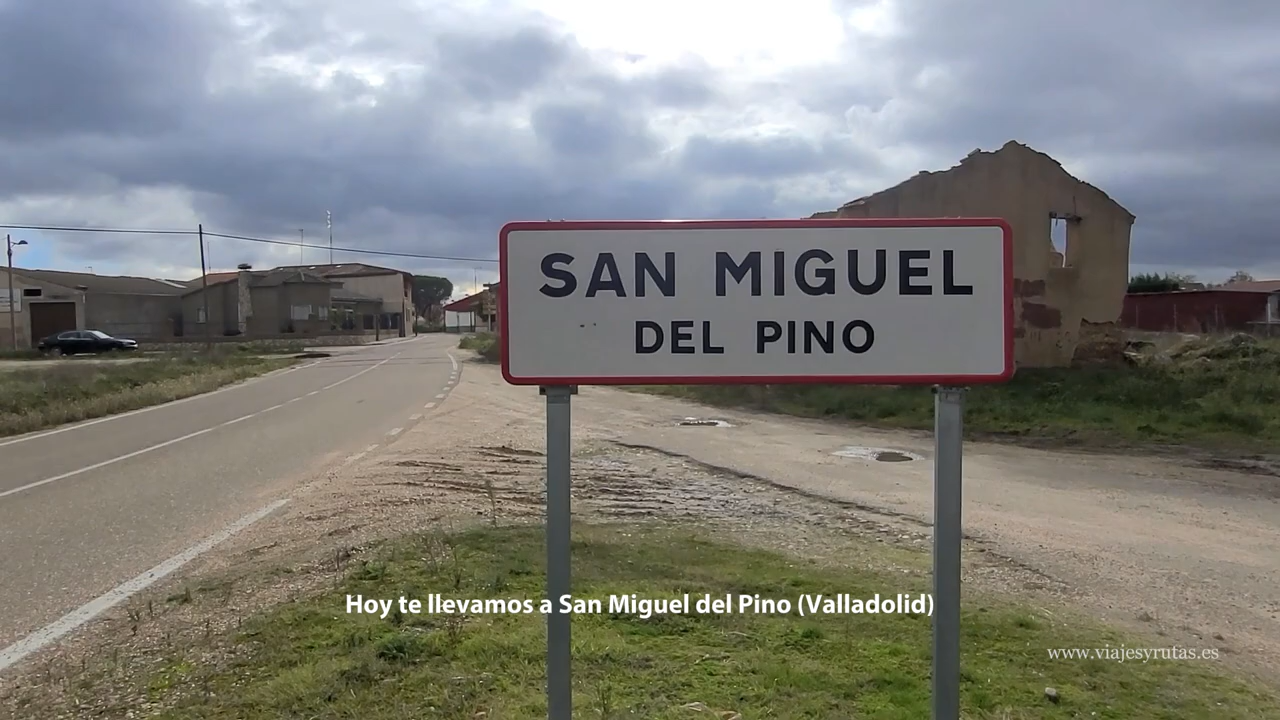 SAN MIGUEL
DEL PINO
Hoy te llevamos a San Miguel del Pino (Valladolid)
www.viajesyrutas.es